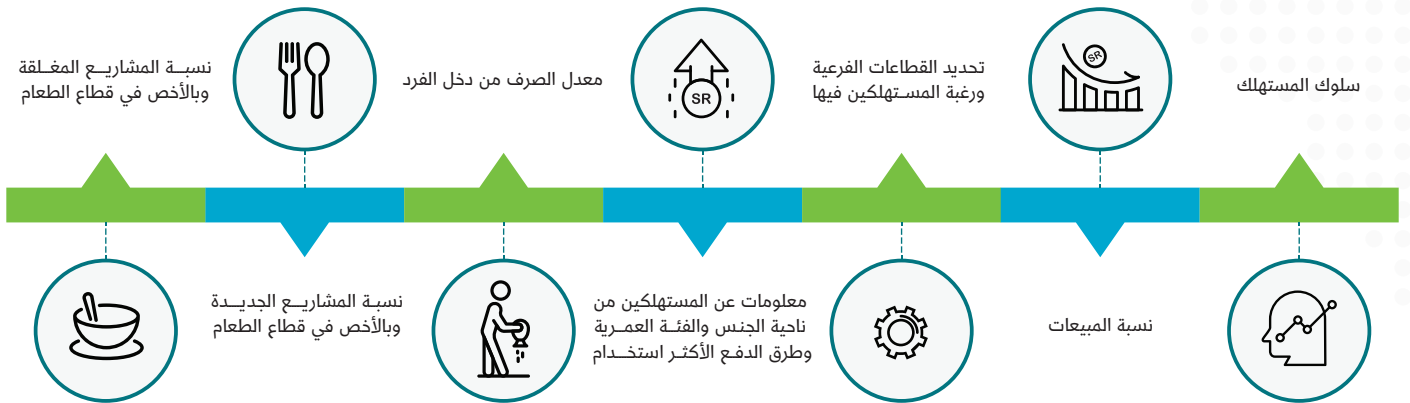 سلوك المستهلك
SR
نسبة المبيعات
تحديد القطاعات الفرعية
ورغبة المستهلكين فيها
SR
معلومات عن المستهلكين من
ناحية الجنس والفئة العمرية
وطرق الدفع الأكثر استخدام
معدل الصرف من دخل الفرد
نسبة المشاريع الجديدة
وبالأخص في قطاع الطعام
نسبة المشاريع المغلقة
وبالأخص في قطاع الطعام